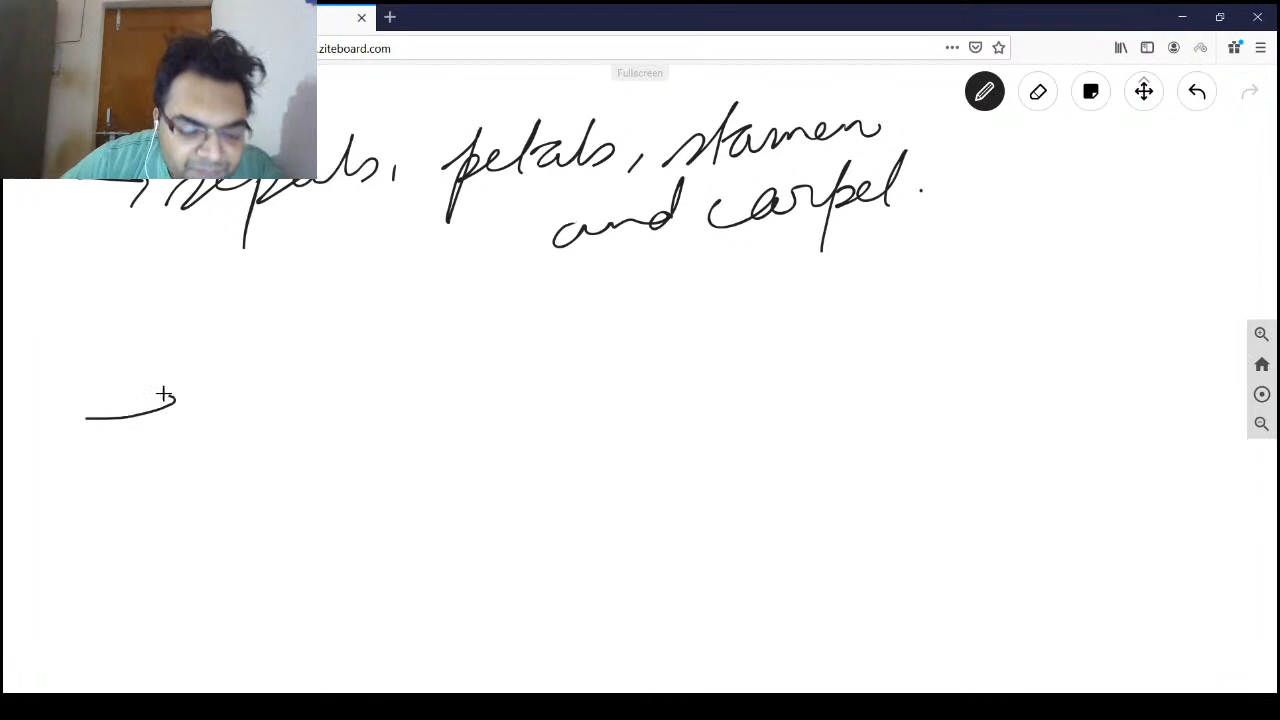 ziteboard.com
Fullscreen
sepals, petals, stamen
and carpel.